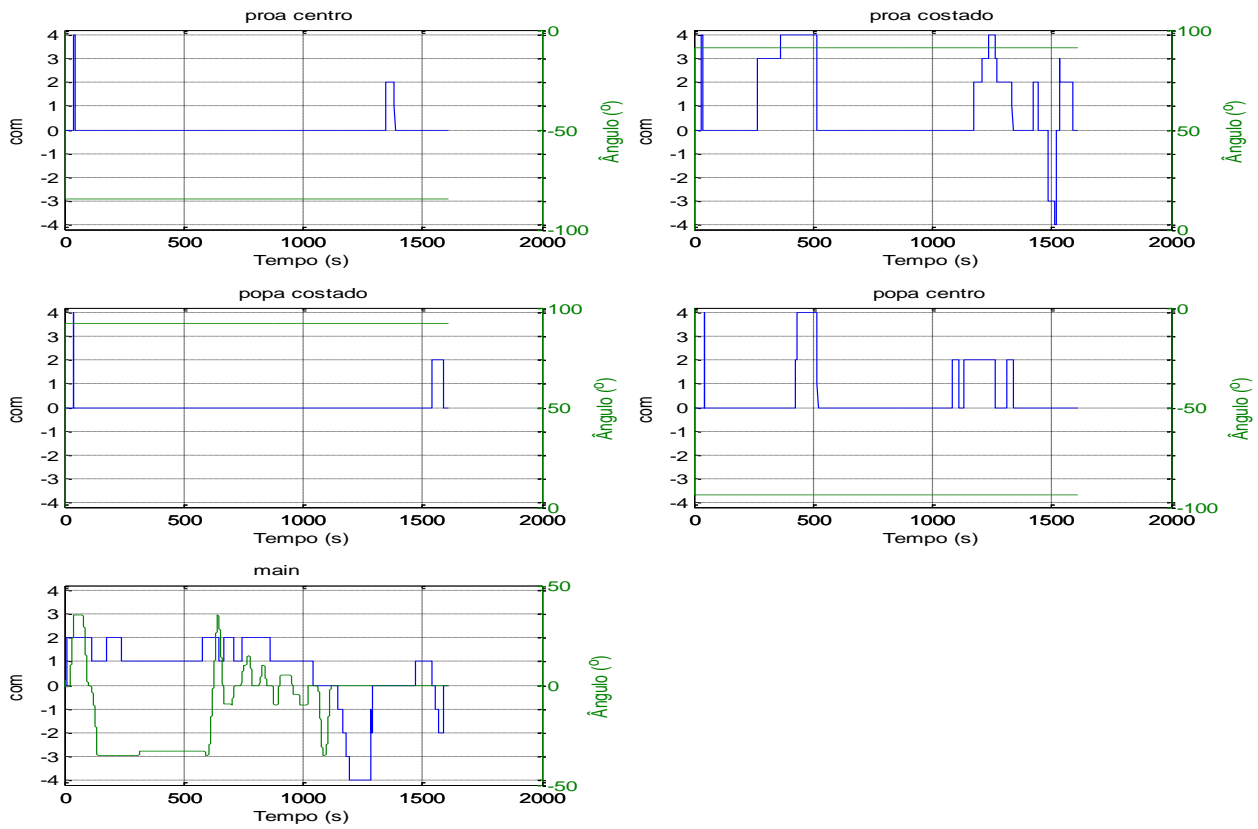 proa centro
4
3
2
1
0
-1
-2
-3
-4
com
0
-50
-100
Ângulo (º)
0 500 1000 1500 2000
Tempo (s)
proa costado
4
3
2
1
0
-1
-2
-3
-4
com
100
50
0
Ângulo (º)
0 500 1000 1500 2000
Tempo (s)
popa costado
4
3
2
1
0
-1
-2
-3
-4
com
100
50
0
Ângulo (º)
0 500 1000 1500 2000
Tempo (s)
popa centro
4
3
2
1
0
-1
-2
-3
-4
com
0
-50
-100
Ângulo (º)
0 500 1000 1500 2000
Tempo (s)
main
4
3
2
1
0
-1
-2
-3
-4
com
50
0
-50
Ângulo (º)
0 500 1000 1500 2000
Tempo (s)